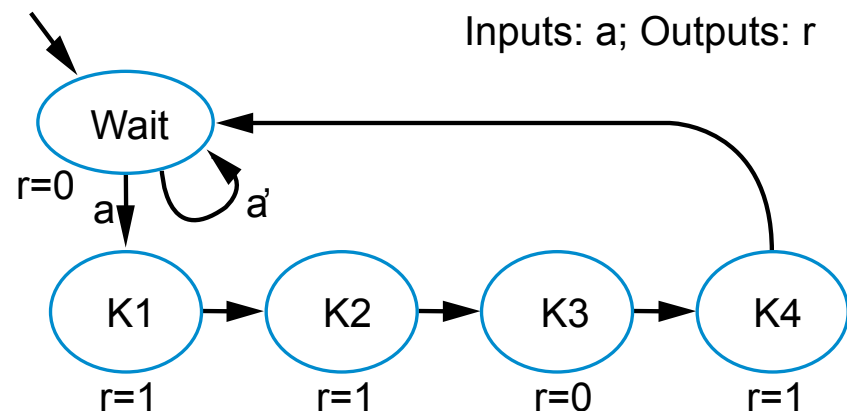 Inputs: a; Outputs: r
Wait
r=0
a
a'
K1
K2
K3
K4
r=1
r=1
r=0
r=1